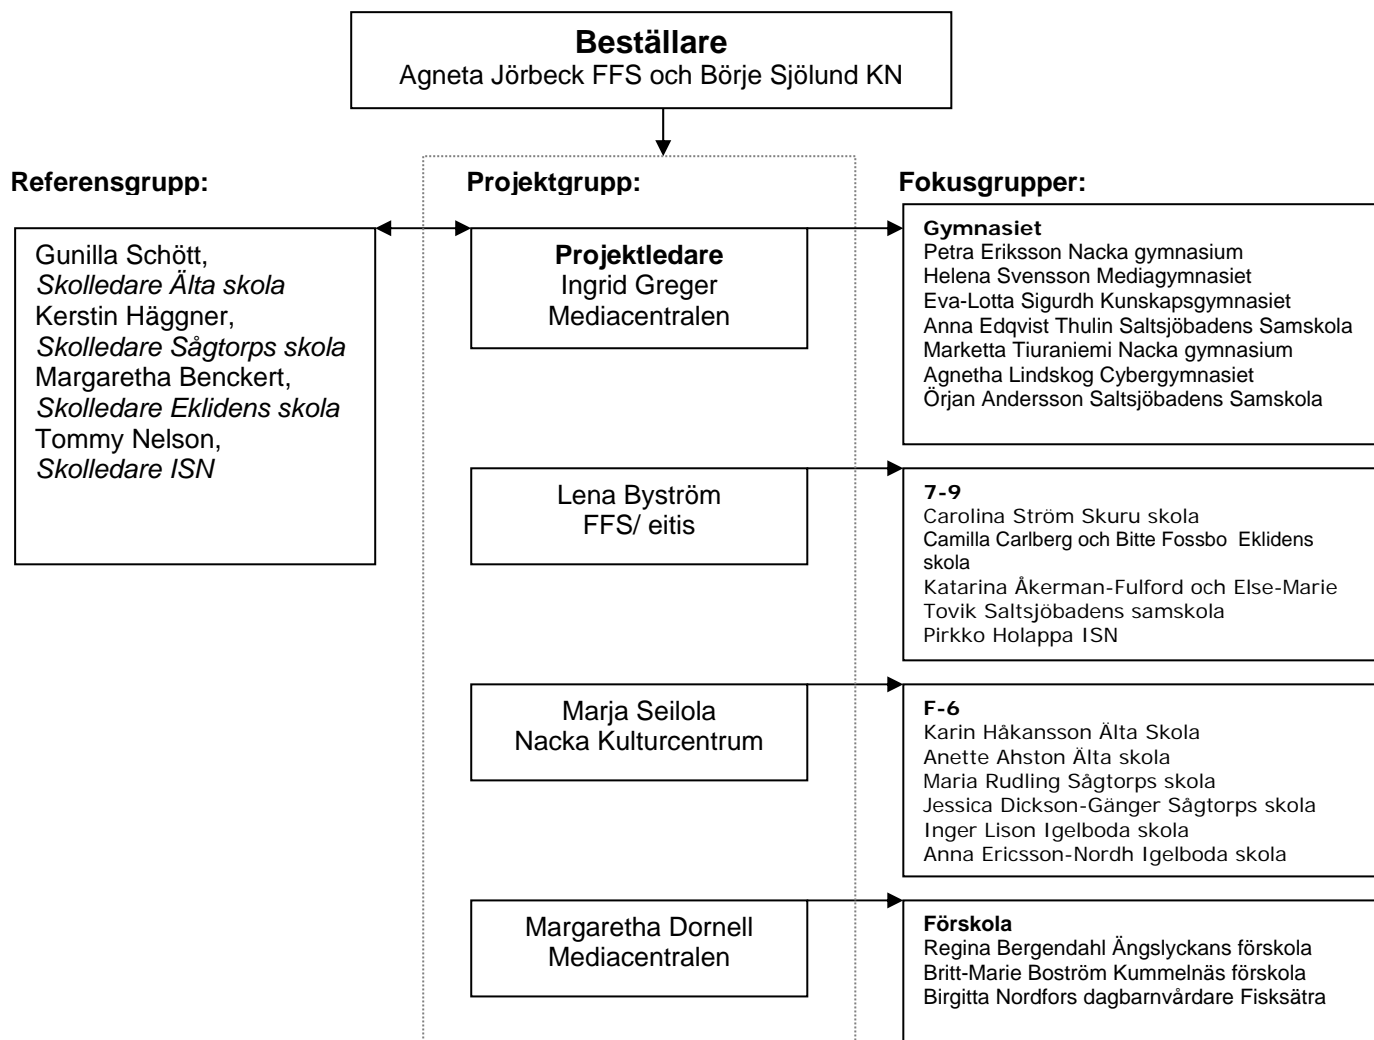 Beställare
Agneta Jörbeck FFS och Börje Sjölund KN
Referensgrupp:
Gunilla Schött,
Skolledare Älta skola
Kerstin Häggner,
Skolledare Sågtorps skola
Margaretha Benckert,
Skolledare Eklidens skola
Tommy Nelson,
Skolledare ISN
Projektgrupp:
Projektledare
Ingrid Greger
Mediacentralen
Lena Byström
FFS/ eitis
Marja Seilola
Nacka Kulturcentrum
Margaretha Dornell
Mediacentralen
Fokusgrupper:
Gymnasiet
Petra Eriksson Nacka gymnasium
Helena Svensson Mediagymnasiet
Eva-Lotta Sigurdh Kunskapsgymnasiet
Anna Edqvist Thulin Saltsjöbadens Samskola
Marketta Tiuraniemi Nacka gymnasium
Agnetha Lindskog Cybergymnasiet
Örjan Andersson Saltsjöbadens Samskola
7-9
Carolina Ström Skuru skola
Camilla Carlberg och Bitte Fossbo  Eklidens
skola
Katarina Åkerman-Fulford och Else-Marie
Tovik Saltsjöbadens samskola
Pirkko Holappa ISN
F-6
Karin Håkansson Älta Skola
Anette Ahston Älta skola
Maria Rudling Sågtorps skola
Jessica Dickson-Gänger Sågtorps skola
Inger Lison Igelboda skola
Anna Ericsson-Nordh Igelboda skola
Förskola
Regina Bergendahl Ängslyckans förskola
Britt-Marie Boström Kummelnäs förskola
Birgitta Nordfors dagbarnvårdare Fisksätra